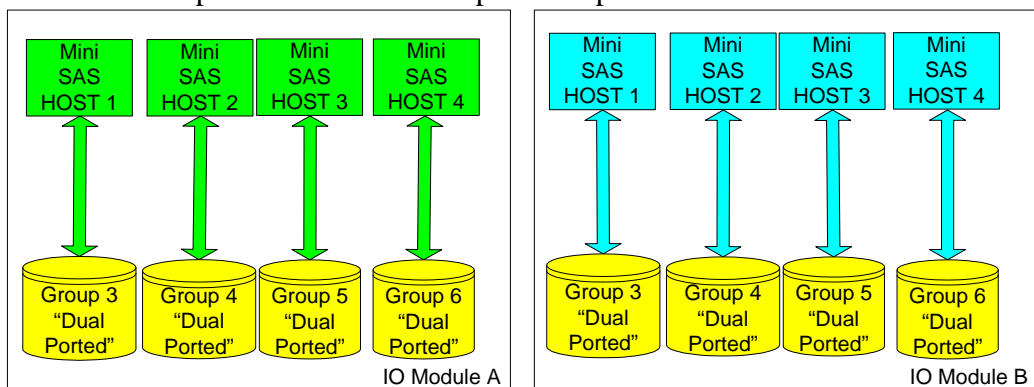 Mini
SAS
HOST 1
Mini
SAS
HOST 2
Mini
SAS
HOST 3
Mini
SAS
HOST 4
Group 3
“Dual
Ported”
Group 4
“Dual
Ported”
Group 5
“Dual
Ported”
Group 6
“Dual
Ported”
IO Module A
Mini
SAS
HOST 1
Mini
SAS
HOST 2
Mini
SAS
HOST 3
Mini
SAS
HOST 4
Group 3
“Dual
Ported”
Group 4
“Dual
Ported”
Group 5
“Dual
Ported”
Group 6
“Dual
Ported”
IO Module B